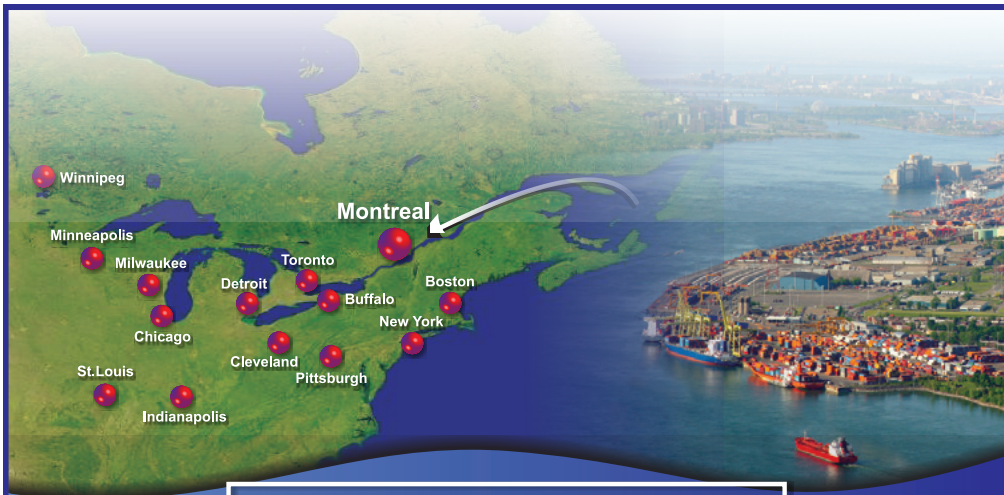 Winnipeg
Montreal
Minneapolis
Milwaukee
Toronto
Detroit
Boston
Buffalo
New York
Chicago
Cleveland
St.Louis
Pittsburgh
Indianapolis